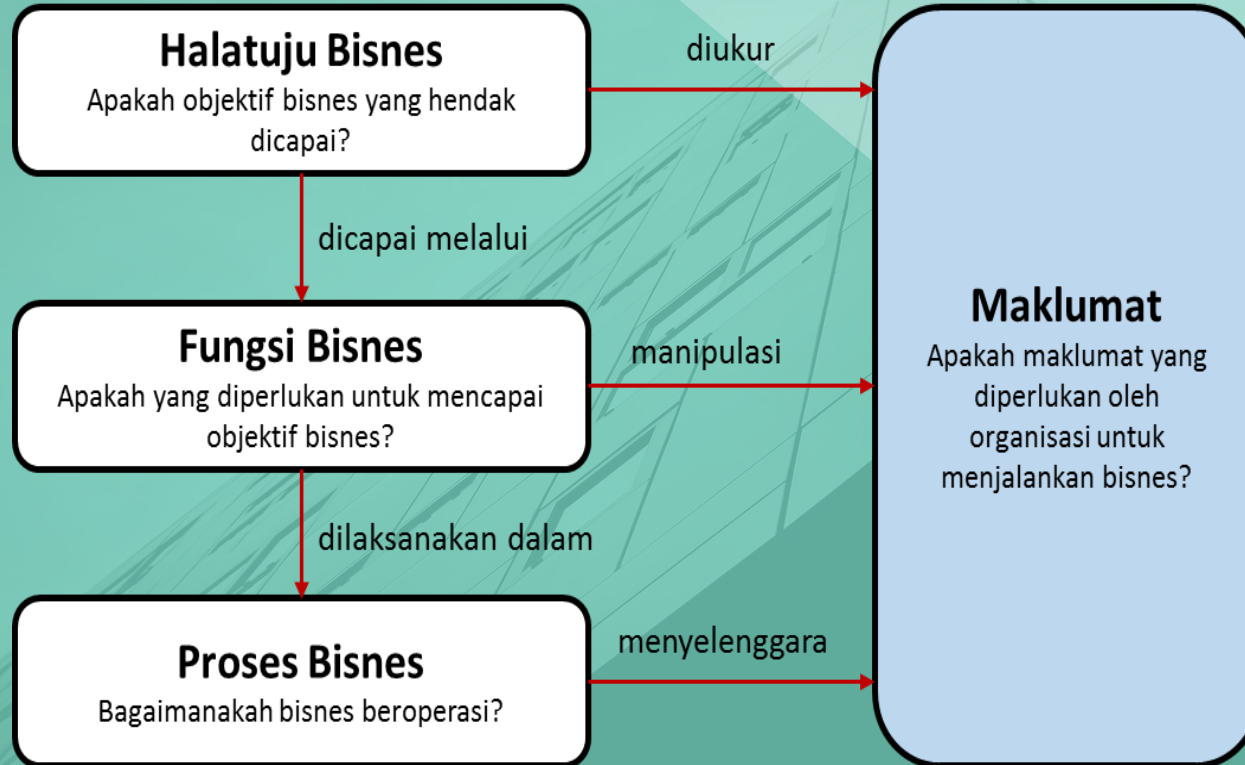 Halatuju Bisnes
Apakah objektif bisnes yang hendak
dicapai?
diukur
dicapai melalui
Fungsi Bisnes
Apakah yang diperlukan untuk mencapai
objektif bisnes?
manipulasi
dilaksanakan dalam
Proses Bisnes
Bagaimanakah bisnes beroperasi?
menyelenggara
Maklumat
Apakah maklumat yang
diperlukan oleh
organisasi untuk
menjalankan bisnes?